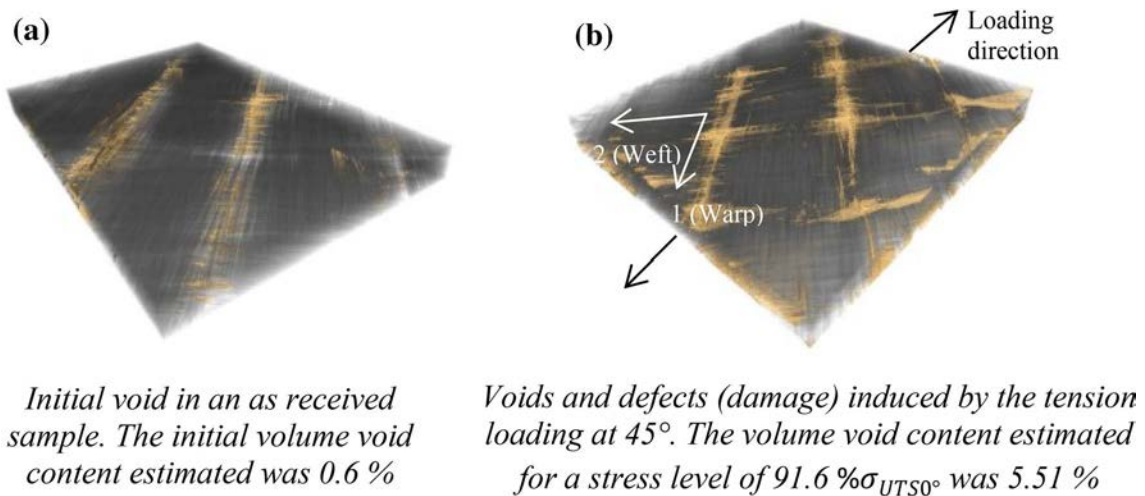 (a)
(b)
Loading
direction
2 (Weft)
1 (Warp)
Initial void in an as received
sample. The initial volume void
content estimated was 0.6 %
Voids and defects (damage) induced by the tension
loading at 45°. The volume void content estimated
for a stress level of 91.6 %σUTS0° was 5.51 %